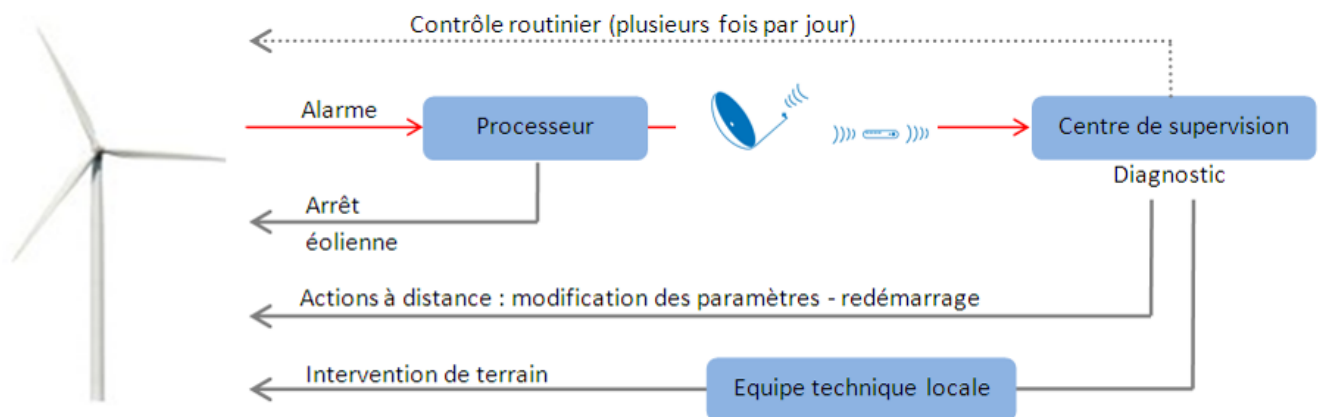 Contrôle routinier (plusieurs fois par jour)
Alarme
Processeur
Centre de supervision
Diagnostic
Arrêt
éolienne
Actions à distance : modification des paramètres - redémarrage
Intervention de terrain
Equipe technique locale